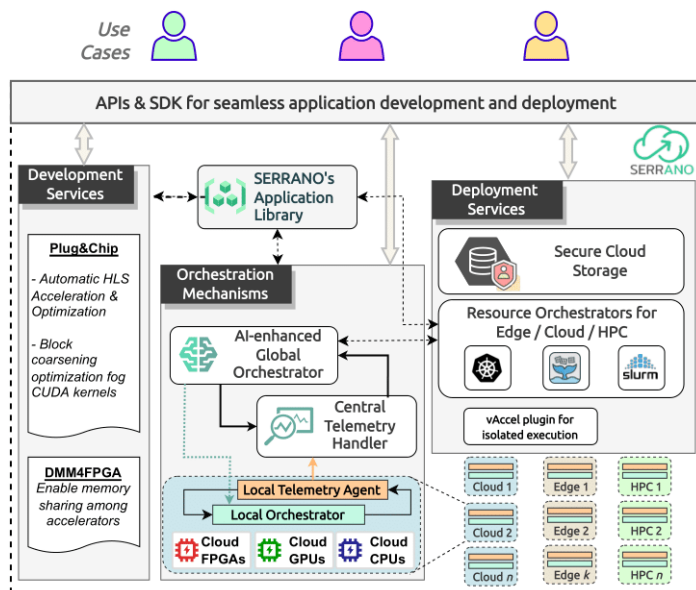 Use
Cases
APIs & SDK for seamless application development and deployment
SERRANO
Development
Services
Plug&Chip
- Automatic HLS
Acceleration &
Optimization
- Block
coarsening
optimization fog
CUDA kernels
DMM4FPGA
Enable memory
sharing among
accelerators
SERRANO's
Application
Library
Orchestration
Mechanisms
AI-enhanced
Global
Orchestrator
Central
Telemetry
Handler
Local Telemetry Agent
Local Orchestrator
Cloud
FPGAs
Cloud
GPUs
Cloud
CPUs
Deployment
Services
Secure Cloud
Storage
Resource Orchestrators for
Edge / Cloud / HPC
slurm
vAccel plugin for
isolated execution
Cloud 1
Edge 1
HPC 1
Cloud 2
Edge 2
HPC 2
Cloud n
Edge k
HPC n